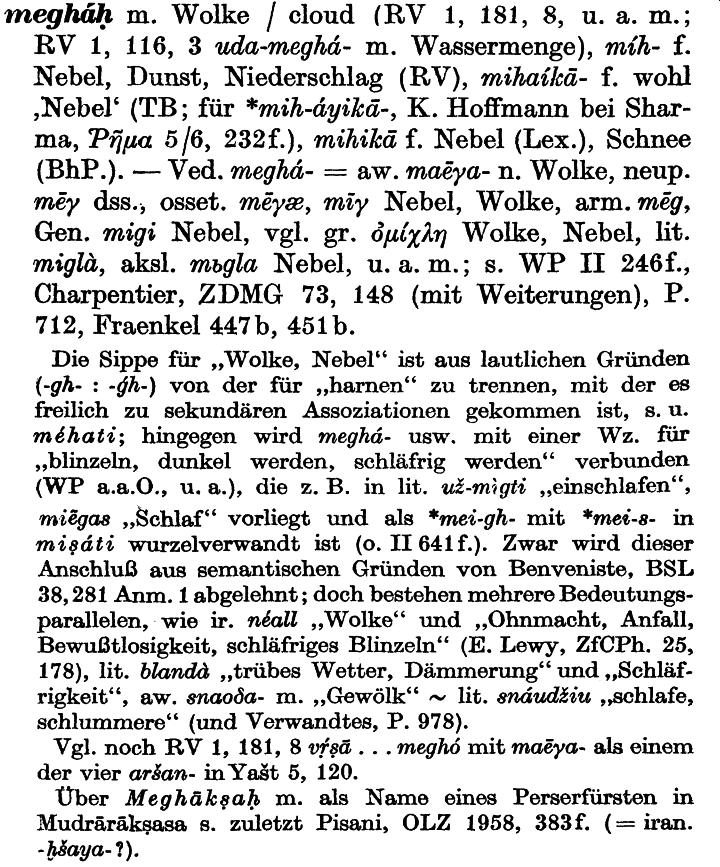 megháḥ m. Wolke / cloud (RV 1, 181, 8, u. a. m.;
RV 1, 116, 3 uda-meghá- m. Wassermenge), míh- f.
Nebel, Dunst, Niederschlag (RV), mihaíkā- f. wohl
‚Nebel‘ (TB; für *mih-áyikā-, K. Hoffmann bei Shar-
ma, Ῥῆμα 5/6, 232f.), mihikā f. Nebel (Lex.), Schnee
(BhP.). — Ved. meghá- = aw. maēγa- n. Wolke, neup.
mēγ dss., osset. mēγæ, mīγ Nebel, Wolke, arm. mēg,
Gen. migi Nebel, vgl. gr. ὀμίχλη Wolke, Nebel, lit.
miglà, aksl. mьgla Nebel, u. a. m.; s. WP II 246f.,
Charpentier, ZDMG 73, 148 (mit Weiterungen), P.
712, Fraenkel 447b, 451b.
Die Sippe für „Wolke, Nebel“ ist aus lautlichen Gründen
(-gh- : -ǵh-) von der für „harnen“ zu trennen, mit der es
freilich zu sekundären Assoziationen gekommen ist, s. u.
méhati; hingegen wird meghá- usw. mit einer Wz. für
„blinzeln, dunkel werden, schläfrig werden“ verbunden
(WP a.a.O., u. a.), die z. B. in lit. už-mìgti „einschlafen“,
miẽgas „Schlaf“ vorliegt und als *mei-gh- mit *mei-s- in
miṣáti wurzelverwandt ist (o. II 641f.). Zwar wird dieser
Anschluß aus semantischen Gründen von Benveniste, BSL
38,281 Anm. 1 abgelehnt; doch bestehen mehrere Bedeutungs-
parallelen, wie ir. néall „Wolke“ und „Ohnmacht, Anfall,
Bewußtlosigkeit, schläfriges Blinzeln“ (E. Lewy, ZfCPh. 25,
178), lit. blandà „trübes Wetter, Dämmerung“ und „Schläf-
rigkeit“, aw. snaoδa- m. „Gewölk“ ~ lit. snáudžiu „schlafe,
schlummere“ (und Verwandtes, P. 978).
Vgl. noch RV 1, 181, 8 vŕ̥ṣā . . . meghó mit maēγa- als einem
der vier aršan- in Yašt 5, 120.
Über Meghākṣaḥ m. als Name eines Perserfürsten in
Mudrārākṣasa s. zuletzt Pisani, OLZ 1958, 383f. (= iran.
-ḫšaya- ?).